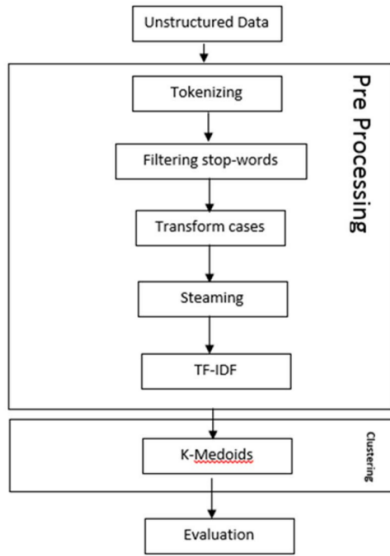 Unstructured Data
Pre Processing
Tokenizing
Filtering stop-words
Transform cases
Steaming
TF-IDF
Clustering
K-Medoids
Evaluation